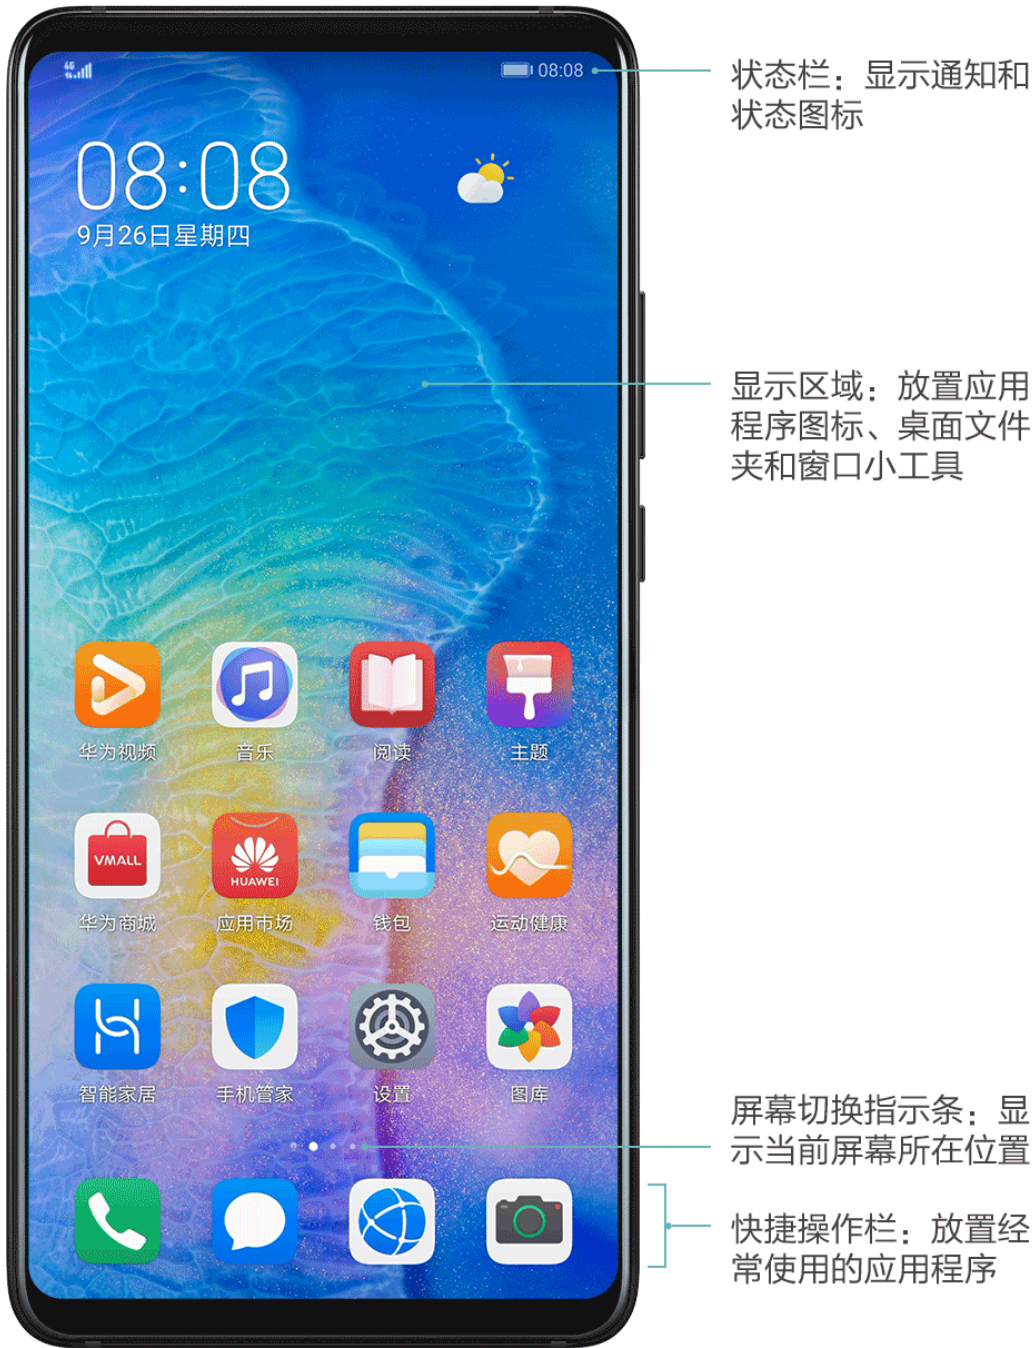 4G
08:08
状态栏：显示通知和
状态图标
08:08
9月26日星期四
显示区域：放置应用
程序图标、桌面文件
夹和窗口小工具
华为视频
音乐
阅读
主题
VMALL
HUAWEI
华为商城
应用市场
钱包
运动健康
智能家居
手机管家
设置
图库
屏幕切换指示条：显
示当前屏幕所在位置
快捷操作栏：放置经
常使用的应用程序